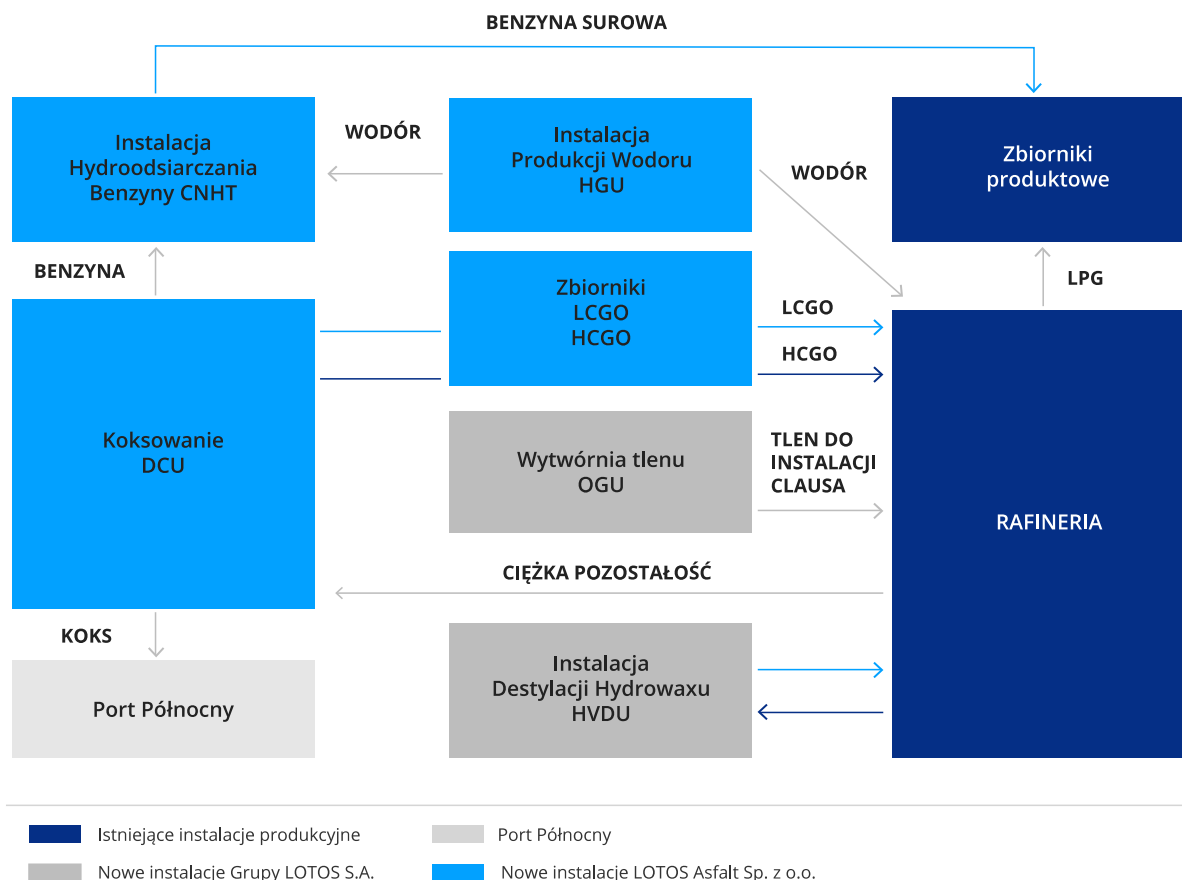 BENZYNA SUROWA
Instalacja
Hydroodsiarczania
Benzyny CNHT
WODÓR
Instalacja
Produkcji Wodoru
HGU
WODÓR
Zbiorniki
produktowe
BENZYNA
LPG
Zbiorniki
LCGO
HCGO
LCGO
HCGO
Koksowanie
DCU
Wytwórnia tlenu
OGU
TLEN DO
INSTALACJI
CLAUSA
RAFINERIA
CIĘŻKA POZOSTAŁOŚĆ
KOKS
Port Północny
Instalacja
Destylacji Hydrowaxu
HVDU
Istniejące instalacje produkcyjne
Port Północny
Nowe instalacje Grupy LOTOS S.A.
Nowe instalacje LOTOS Asfalt Sp. z o.o.